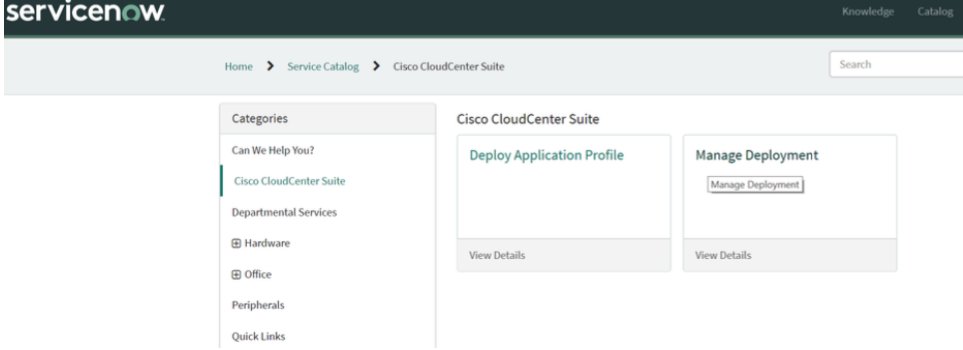 servicenow.
Knowledge Catalog
Home > Service Catalog > Cisco CloudCenter Suite
Search
Categories
Can We Help You?
Cisco CloudCenter Suite
Departmental Services
Hardware
Office
Peripherals
Quick Links
Cisco CloudCenter Suite
Deploy Application Profile
View Details
Manage Deployment
Manage Deployment
View Details